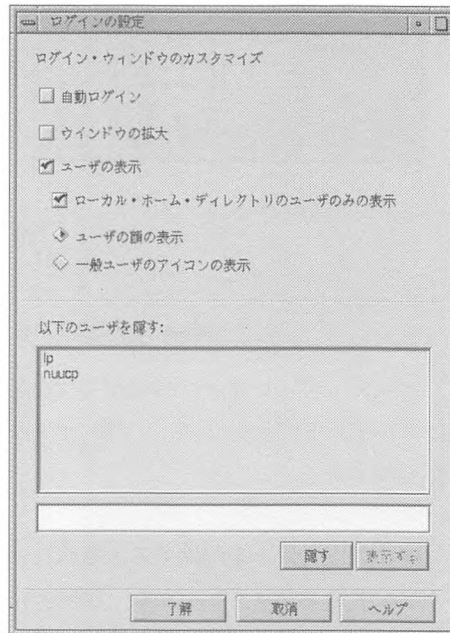 ログインの設定
ログイン・ウィンドウのカスタマイズ
自動ログイン
ウインドウの拡大
ユーザの表示
ローカル・ホーム・ディレクトリのユーザのみの表示
ユーザの顔の表示
一般ユーザのアイコンの表示
以下のユーザを隠す:
lp
nuucp
隠す 表示する
了解 取消 ヘルプ